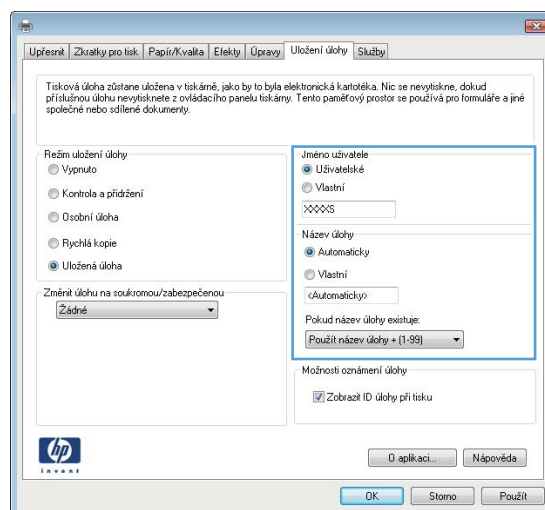 Upřesnit Zkratky pro tisk Papír/Kvalita Efekty Úpravy Uložení úlohy Služby
Tisková úloha zůstane uložena v tiskárně, jako by to byla elektronická kartotéka. Nic se nevytiskne, dokud
příslušnou úlohu nevytisknete z ovládacího panelu tiskárny. Tento paměťový prostor se používá pro formuláře a jiné
společné nebo sdílené dokumenty.
Režim uložení úlohy
Vypnuto
Kontrola a přidržení
Osobní úloha
Rychlá kopie
Uložená úloha
Změnit úlohu na soukromou/zabezpečenou
Žádné
Jméno uživatele
Uživatelské
Vlastní
XXXXS
Název úlohy
Automaticky
Vlastní
<Automaticky>
Pokud název úlohy existuje:
Použít název úlohy + (1-99)
Možnosti oznámení úlohy
Zobrazit ID úlohy při tisku
hp
invent
O aplikaci... Nápověda
OK Storno Použít